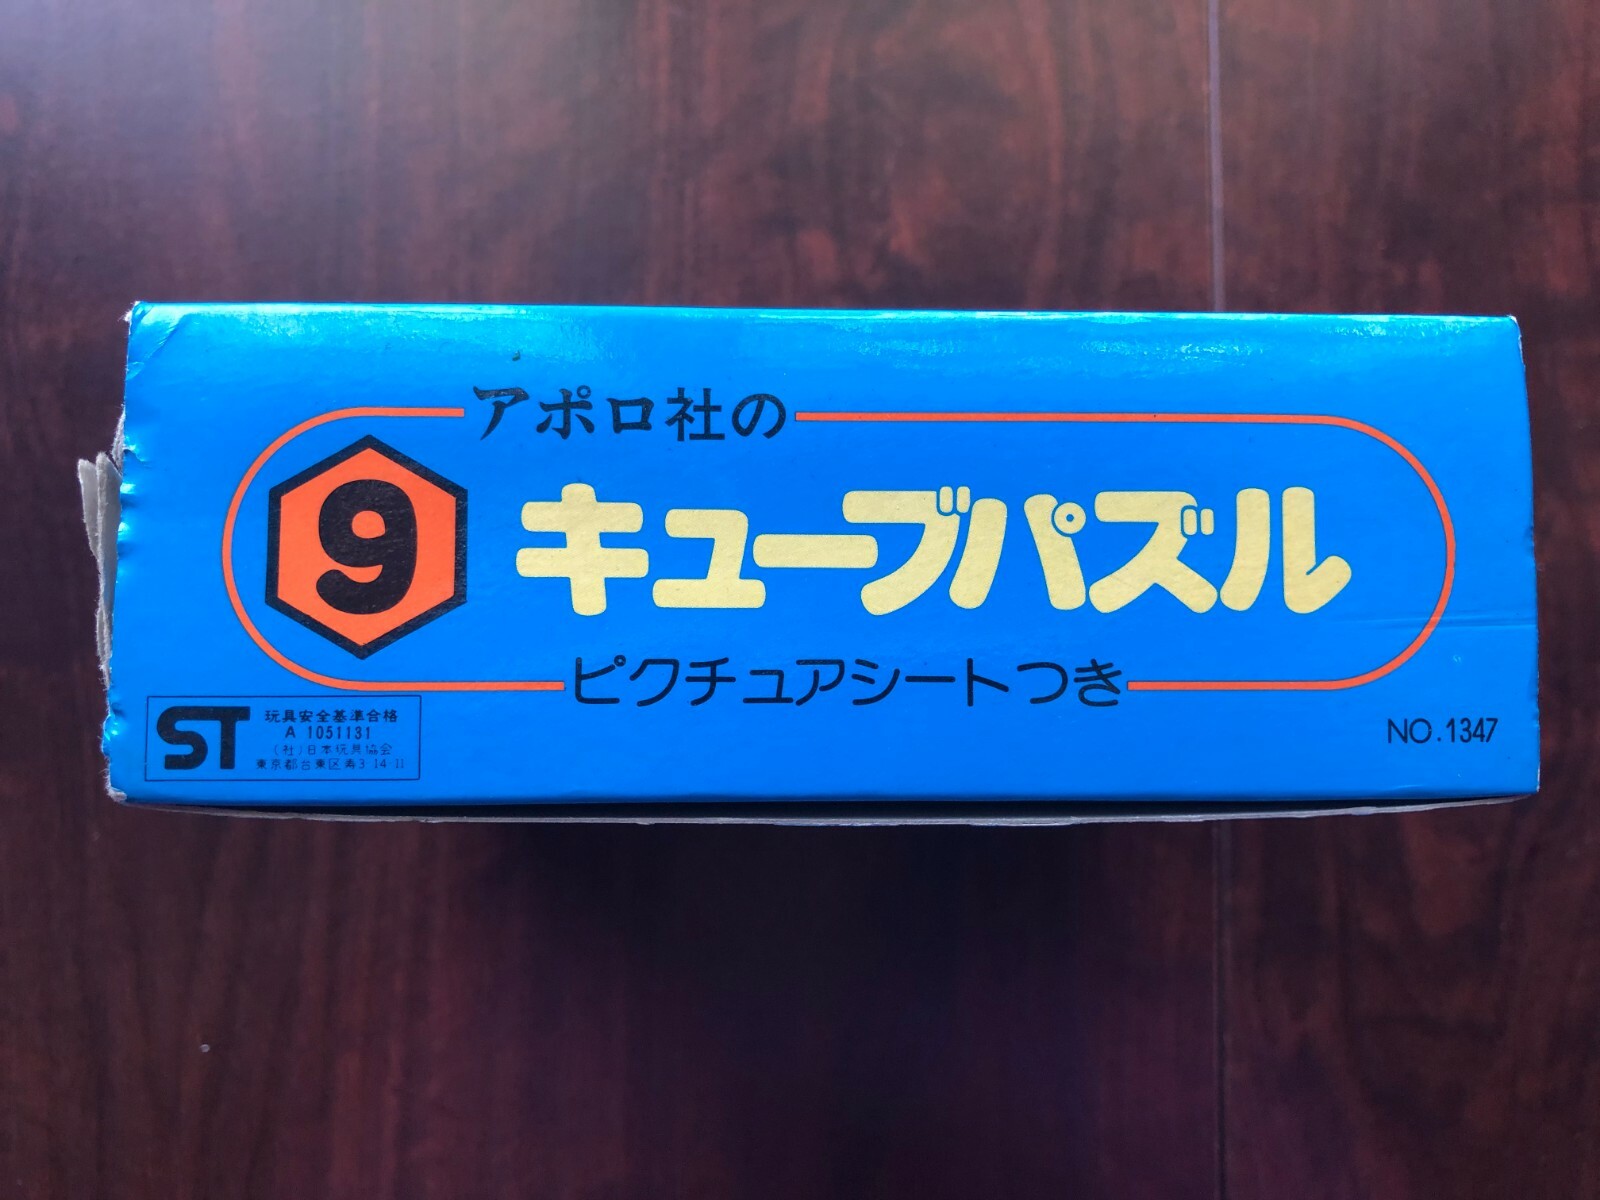 アポロ社の
9 キューブパズル
ピクチュアシートつき
ST 玩具安全基準合格
A 1051131
(社)日本玩具協会
東京都台東区寿3 14 11
NO.1347